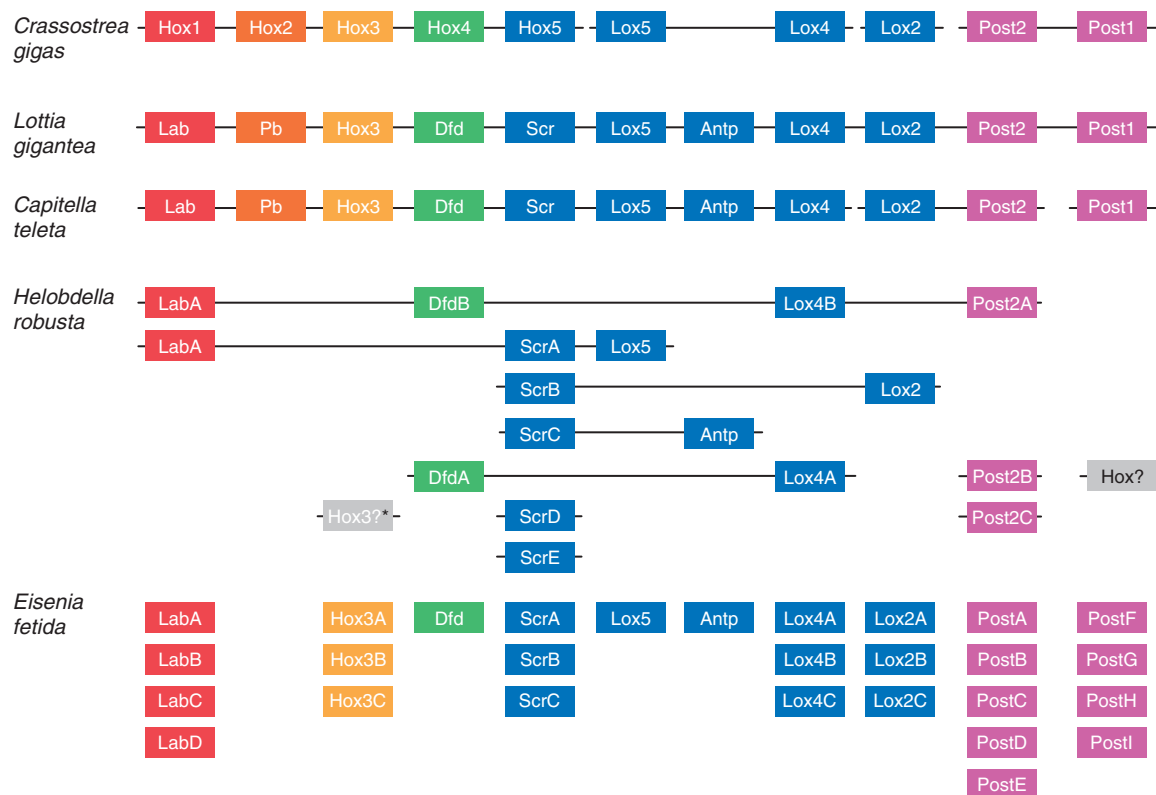 Crassostrea gigas
Hox1 Hox2 Hox3 Hox4 Hox5 Lox5 Lox4 Lox2 Post2 Post1
Lottia gigantea
Lab Pb Hox3 Dfd Scr Lox5 Antp Lox4 Lox2 Post2 Post1
Capitella teleta
Lab Pb Hox3 Dfd Scr Lox5 Antp Lox4 Lox2 Post2 Post1
Helobdella robusta
LabA DfdB Lox4B Post2A
LabA ScrA Lox5
ScrB Lox2
ScrC Antp
DfdA Lox4A Post2B Hox?
Hox3?* ScrD Post2C
ScrE
Eisenia fetida
LabA Hox3A Dfd ScrA Lox5 Antp Lox4A Lox2A PostA PostF
LabB Hox3B ScrB Lox4B Lox2B PostB PostG
LabC Hox3C ScrC Lox4C Lox2C PostC PostH
LabD PostD PostI
PostE